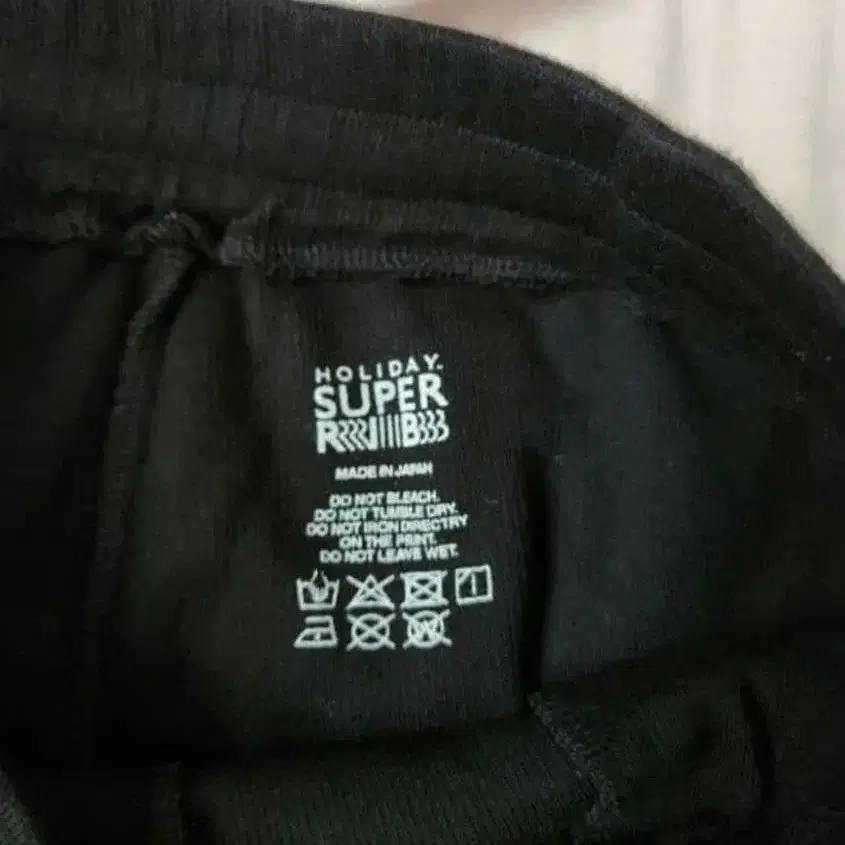 HOLIDAY.
SUPER
RIB
MADE IN JAPAN
DO NOT BLEACH.
DO NOT TUMBLE DRY.
DO NOT IRON DIRECTRY
ON THE PRINT.
DO NOT LEAVE WET.
W